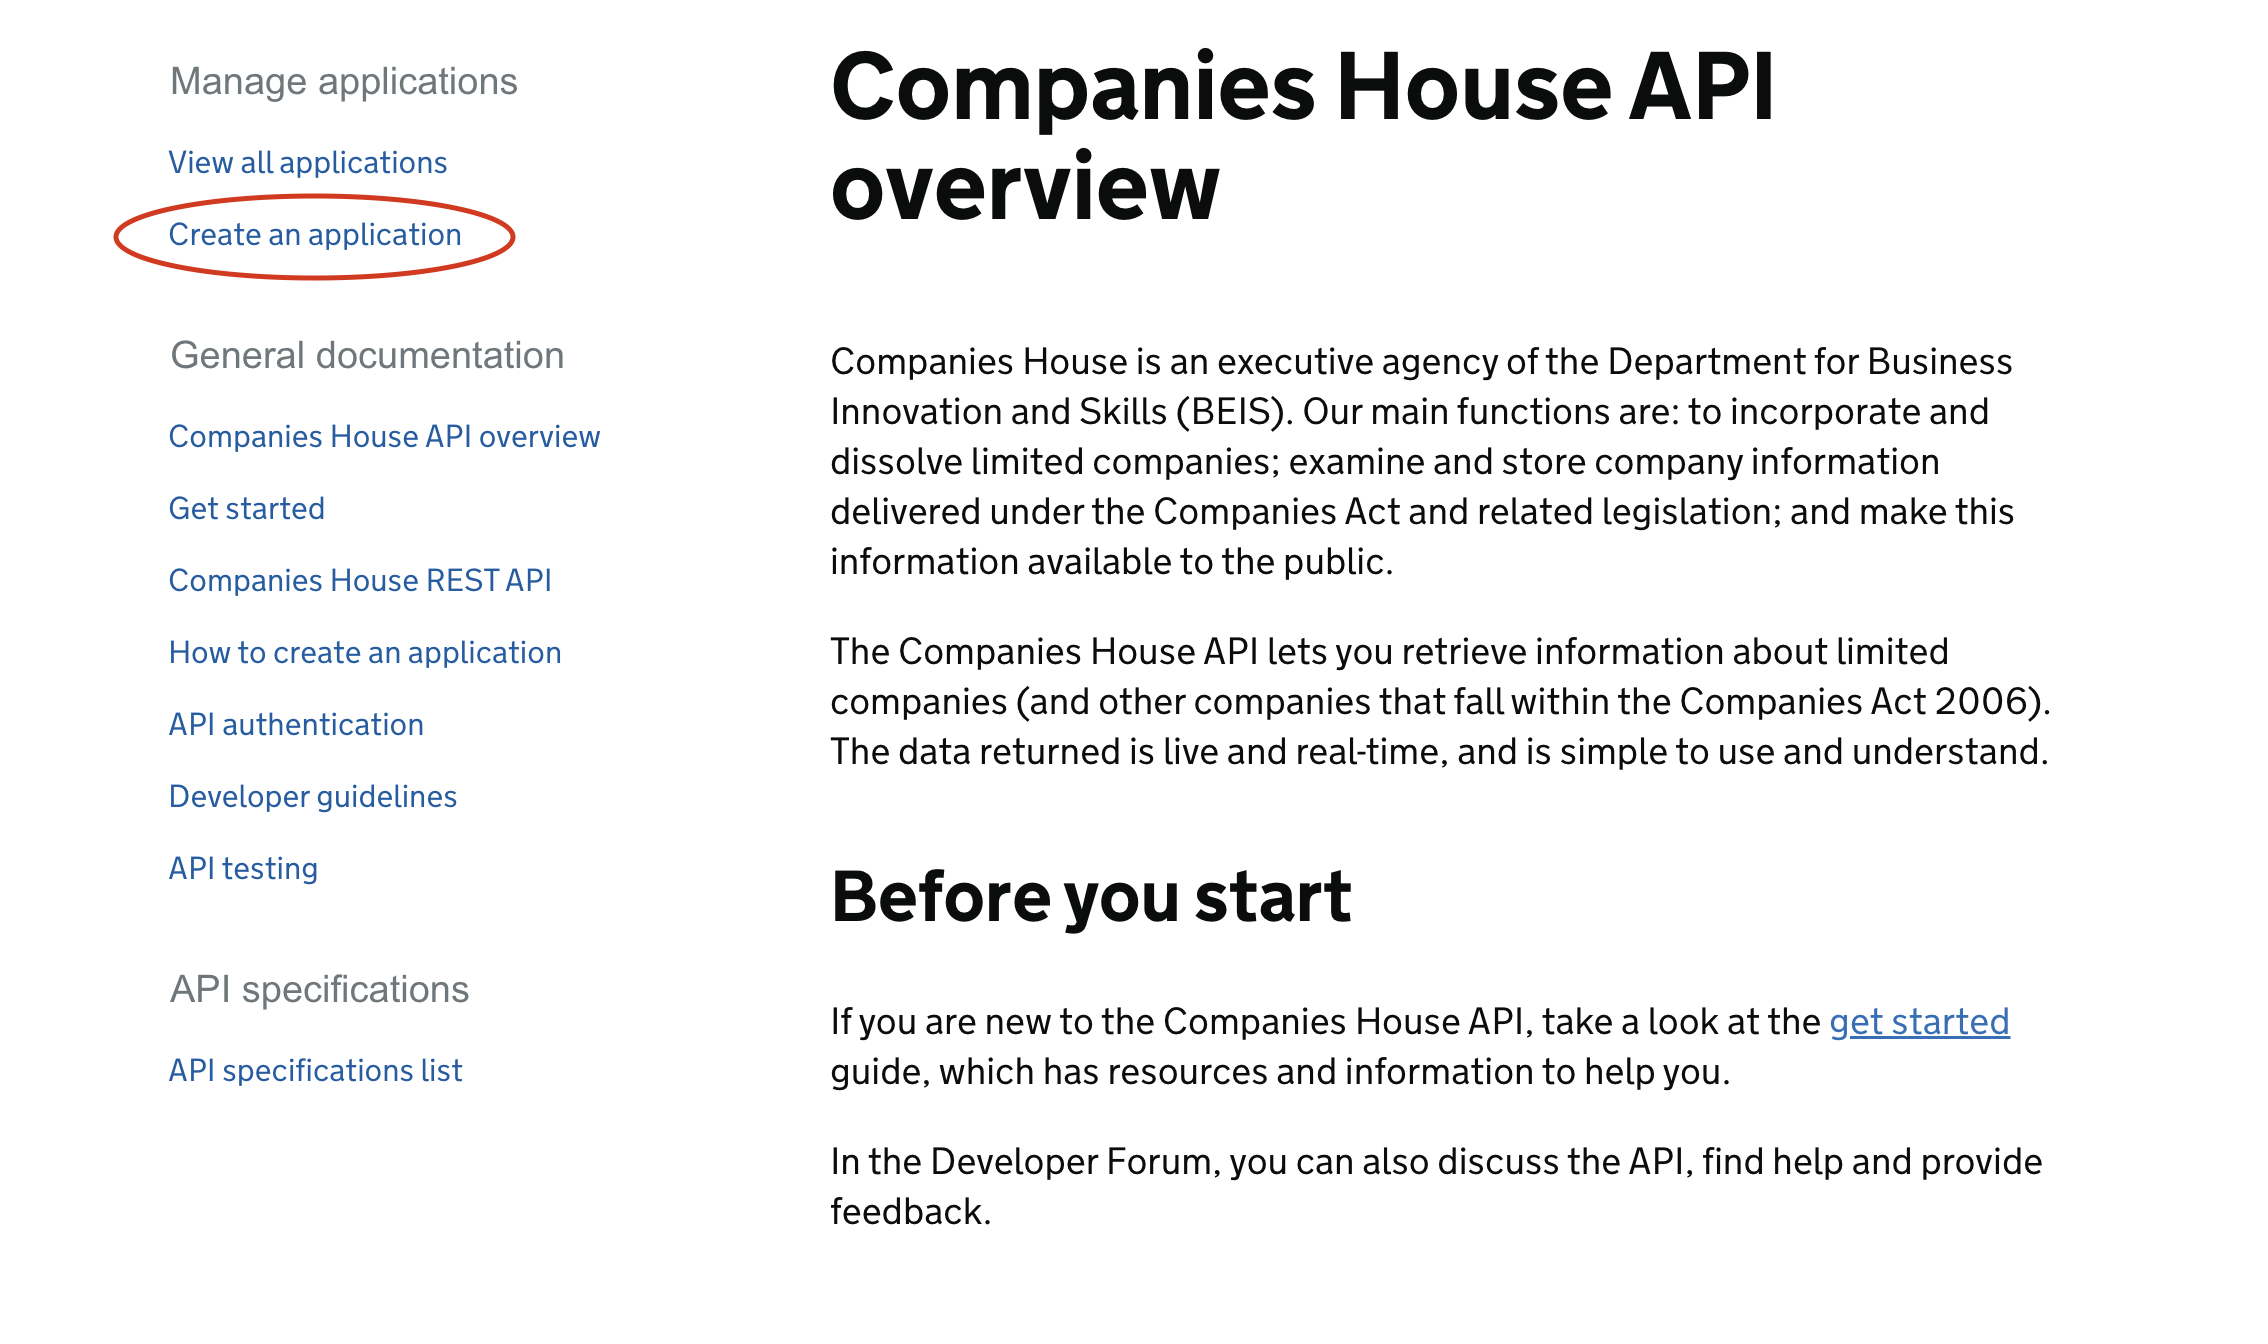 Manage applications
View all applications
Create an application
General documentation
Companies House API overview
Get started
Companies House REST API
How to create an application
API authentication
Developer guidelines
API testing
API specifications
API specifications list
Companies House API
overview
Companies House is an executive agency of the Department for Business
Innovation and Skills (BEIS). Our main functions are: to incorporate and
dissolve limited companies; examine and store company information
delivered under the Companies Act and related legislation; and make this
information available to the public.
The Companies House API lets you retrieve information about limited
companies (and other companies that fall within the Companies Act 2006).
The data returned is live and real-time, and is simple to use and understand.
Before you start
If you are new to the Companies House API, take a look at the get started
guide, which has resources and information to help you.
In the Developer Forum, you can also discuss the API, find help and provide
feedback.